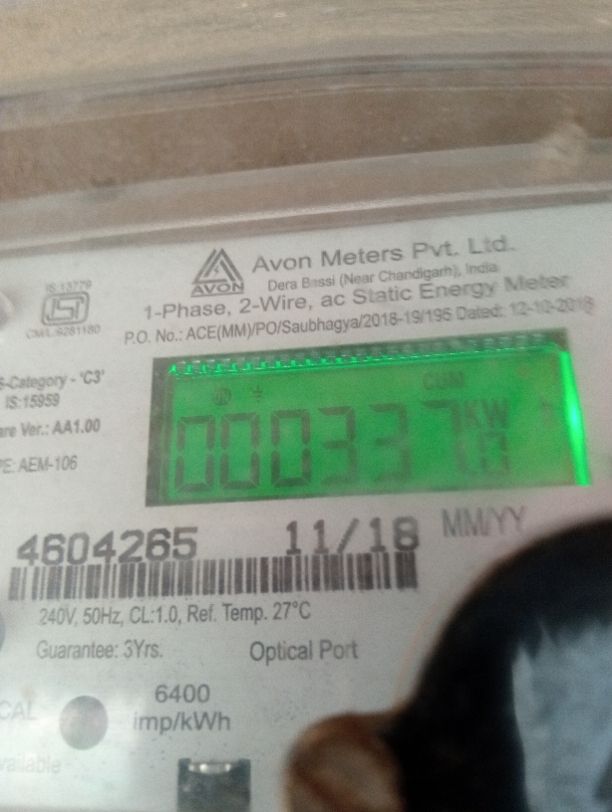 Avon Meters Pvt. Ltd.
AVON
Dera Bassi (Near Chandigarh), India
IS:13779
1-Phase, 2-Wire, ac Static Energy Meter
CM/L:9281180
P.O. No.: ACE(MM)/PO/Saubhagya/2018-19/195 Dated: 12-10-2018
S-Category - 'C3'
IS:15959
are Ver.: AA1.00
PE: AEM-106
CUM
000337
KW
4604265 11/18 MM/YY
240V, 50Hz, CL:1.0, Ref. Temp. 27°C
Guarantee: 3Yrs. Optical Port
CAL
6400
imp/kWh
vailable